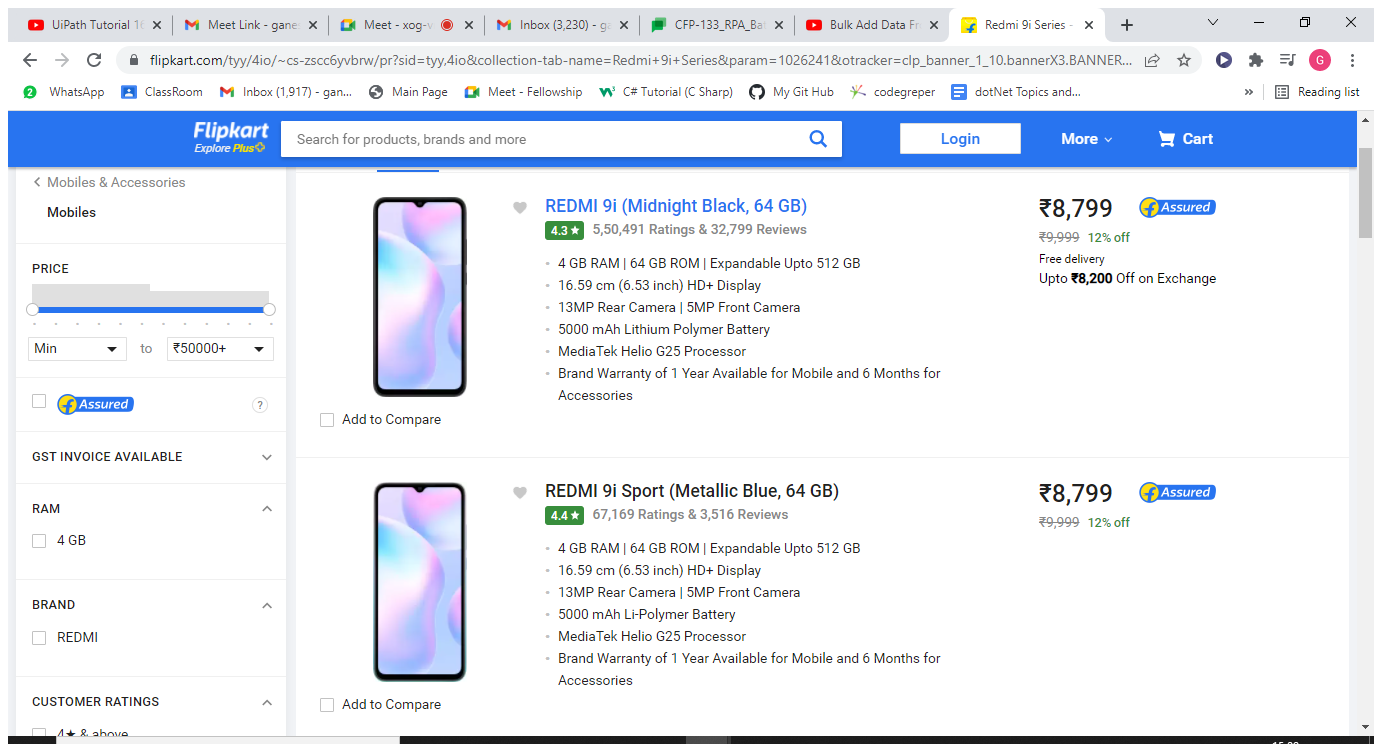 UiPath Tutorial 16
Meet Link - gane
Meet - xog-v
Inbox (3,230) - ga
CFP-133_RPA_Bat
Bulk Add Data Fr
Redmi 9i Series -
flipkart.com/tyy/4io/~cs-zscc6yvbrw/pr?sid=tyy,4io&collection-tab-name=Redmi+9i+Series&param=1026241&otracker=clp_banner_1_10.bannerX3.BANNER...
G
2 WhatsApp
ClassRoom
Inbox (1,917) - gan...
Main Page
Meet - Fellowship
C# Tutorial (C Sharp)
My Git Hub
codegreper
dotNet Topics and...
»
Reading list
Flipkart
Explore Plus
Search for products, brands and more
Login
More
Cart
Mobiles & Accessories
Mobiles
PRICE
Min to ₹50000+
Assured ?
GST INVOICE AVAILABLE
RAM
4 GB
BRAND
REDMI
CUSTOMER RATINGS
4★ & above
REDMI 9i (Midnight Black, 64 GB)
4.3★ 5,50,491 Ratings & 32,799 Reviews
4 GB RAM | 64 GB ROM | Expandable Upto 512 GB
16.59 cm (6.53 inch) HD+ Display
13MP Rear Camera | 5MP Front Camera
5000 mAh Lithium Polymer Battery
MediaTek Helio G25 Processor
Brand Warranty of 1 Year Available for Mobile and 6 Months for
Accessories
Add to Compare
₹8,799 Assured
₹9,999 12% off
Free delivery
Upto ₹8,200 Off on Exchange
REDMI 9i Sport (Metallic Blue, 64 GB)
4.4★ 67,169 Ratings & 3,516 Reviews
4 GB RAM | 64 GB ROM | Expandable Upto 512 GB
16.59 cm (6.53 inch) HD+ Display
13MP Rear Camera | 5MP Front Camera
5000 mAh Li-Polymer Battery
MediaTek Helio G25 Processor
Brand Warranty of 1 Year Available for Mobile and 6 Months for
Accessories
Add to Compare
₹8,799 Assured
₹9,999 12% off